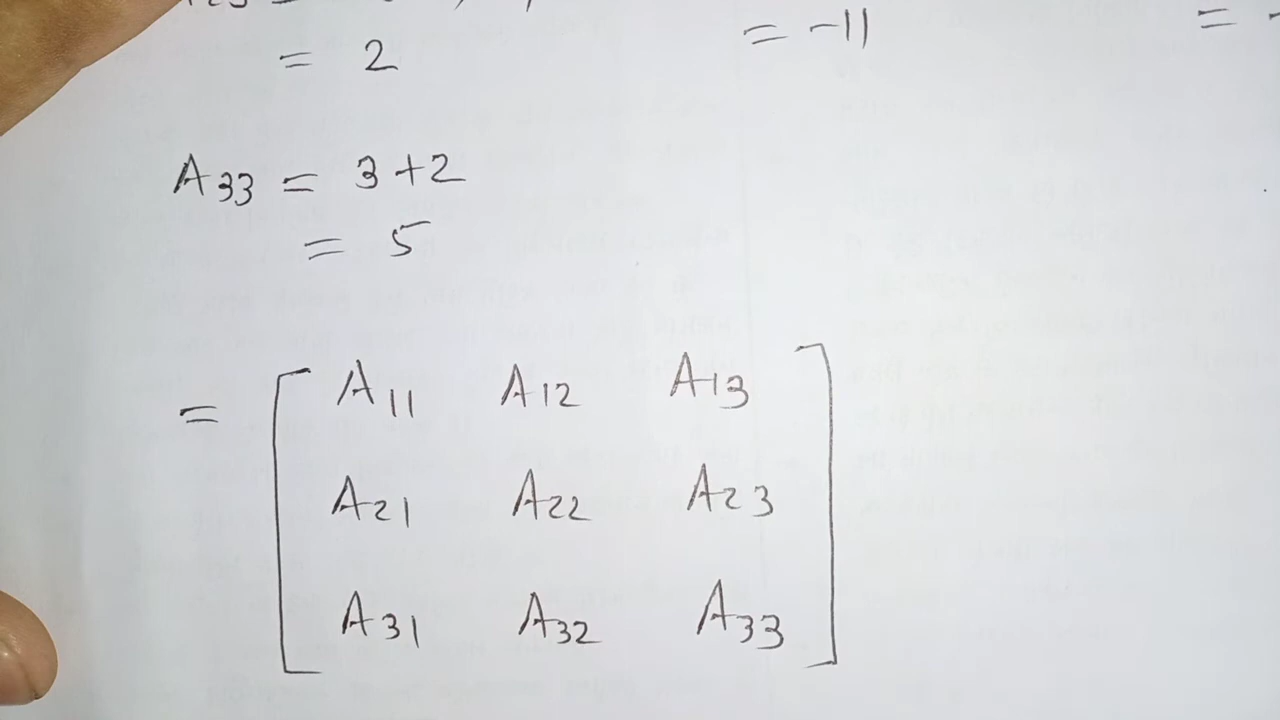 = 2
= -11
A33 = 3+2
= 5
= [ A11 A12 A13
A21 A22 A23
A31 A32 A33 ]